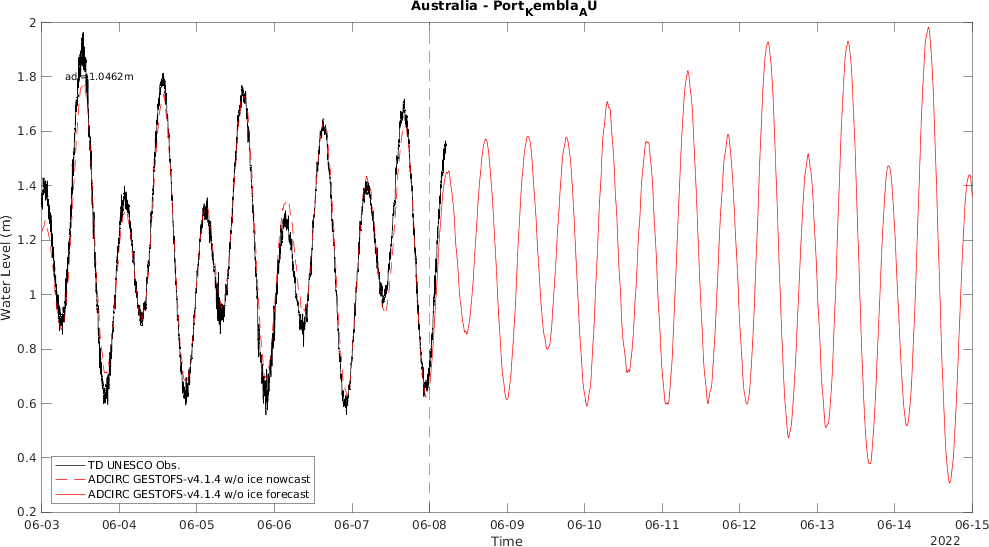 Australia - PortKemblaAU
2
1.8
1.6
1.4
1.2
1
0.8
0.6
0.4
0.2
Water Level (m)
adj=1.0462m
TD UNESCO Obs.
ADCIRC GESTOFS-v4.1.4 w/o ice nowcast
ADCIRC GESTOFS-v4.1.4 w/o ice forecast
06-03 06-04 06-05 06-06 06-07 06-08 06-09 06-10 06-11 06-12 06-13 06-14 06-15
Time
2022